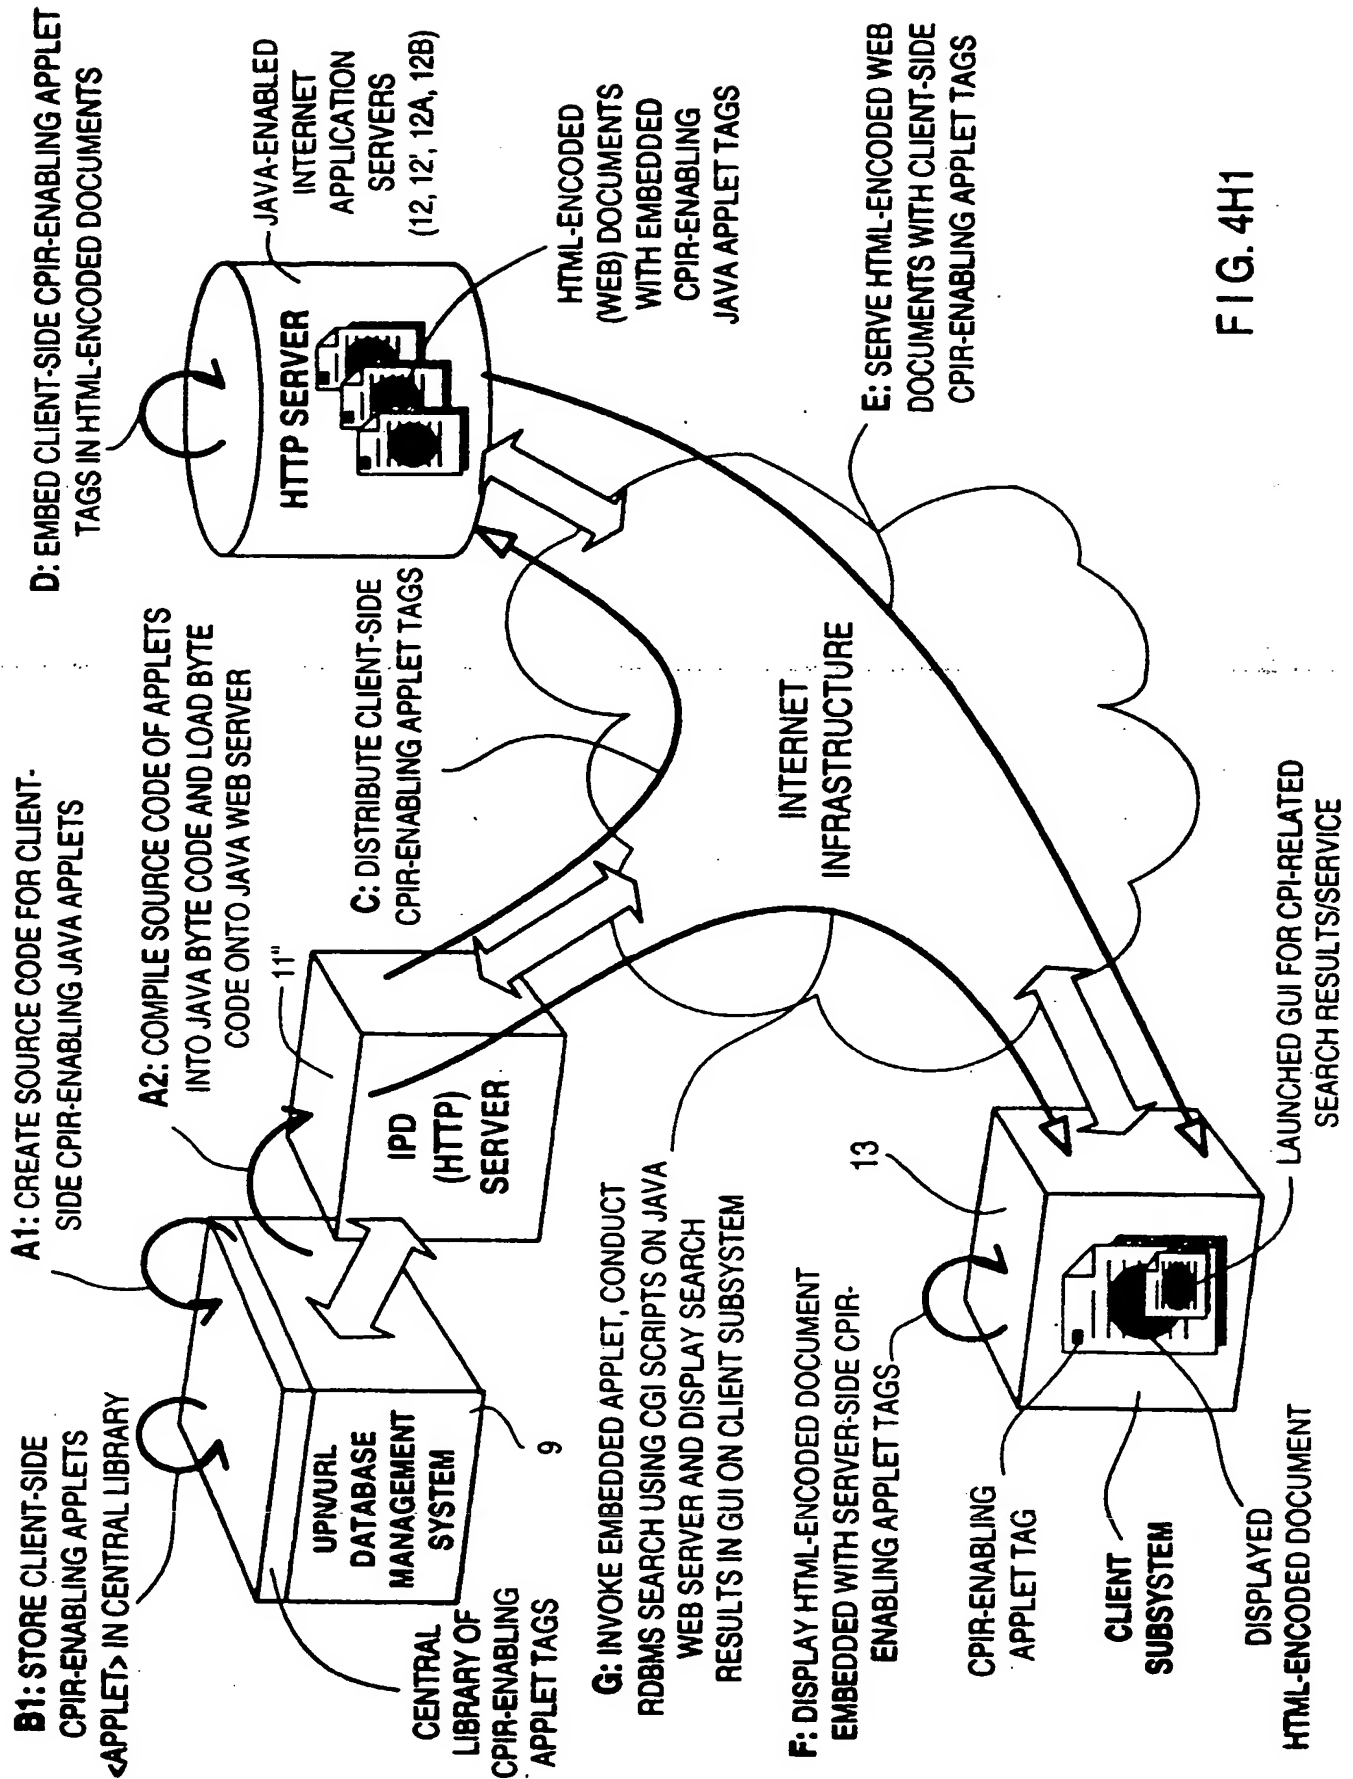 B1: STORE CLIENT-SIDE
CPIR-ENABLING APPLETS
<APPLET> IN CENTRAL LIBRARY
A1: CREATE SOURCE CODE FOR CLIENT-
SIDE CPIR-ENABLING JAVA APPLETS
A2: COMPILE SOURCE CODE OF APPLETS
INTO JAVA BYTE CODE AND LOAD BYTE
CODE ONTO JAVA WEB SERVER
D: EMBED CLIENT-SIDE CPIR-ENABLING APPLET
TAGS IN HTML-ENCODED DOCUMENTS
JAVA-ENABLED
INTERNET
APPLICATION
SERVERS
(12, 12', 12A, 12B)
HTTP SERVER
HTML-ENCODED
(WEB) DOCUMENTS
WITH EMBEDDED
CPIR-ENABLING
JAVA APPLET TAGS
C: DISTRIBUTE CLIENT-SIDE
CPIR-ENABLING APPLET TAGS
11"
IPD
(HTTP)
SERVER
UPN/URL
DATABASE
MANAGEMENT
SYSTEM
9
CENTRAL
LIBRARY OF
CPIR-ENABLING
APPLET TAGS
G: INVOKE EMBEDDED APPLET, CONDUCT
RDBMS SEARCH USING CGI SCRIPTS ON JAVA
WEB SERVER AND DISPLAY SEARCH
RESULTS IN GUI ON CLIENT SUBSYSTEM
INTERNET
INFRASTRUCTURE
E: SERVE HTML-ENCODED WEB
DOCUMENTS WITH CLIENT-SIDE
CPIR-ENABLING APPLET TAGS
F: DISPLAY HTML-ENCODED DOCUMENT
EMBEDDED WITH SERVER-SIDE CPIR-
ENABLING APPLET TAGS
13
CPIR-ENABLING
APPLET TAG
CLIENT
SUBSYSTEM
DISPLAYED
HTML-ENCODED DOCUMENT
LAUNCHED GUI FOR CPI-RELATED
SEARCH RESULTS/SERVICE
FIG. 4H1